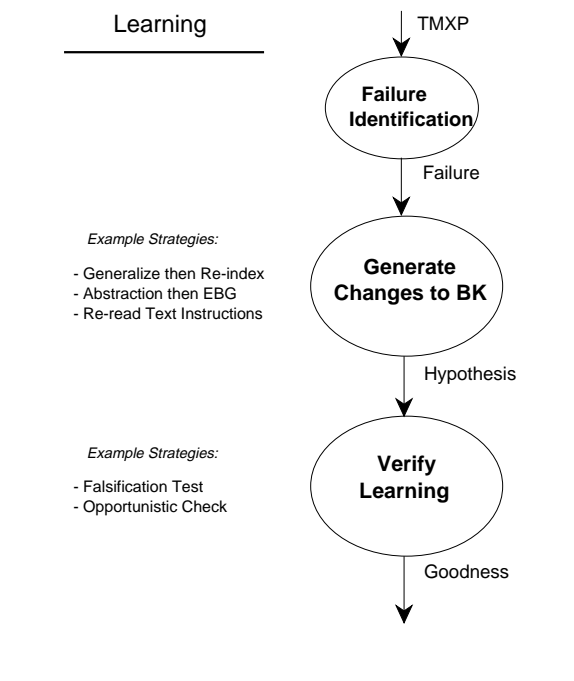 Learning
TMXP
Failure
Identification
Failure
Example Strategies:
- Generalize then Re-index
- Abstraction then EBG
- Re-read Text Instructions
Generate
Changes to BK
Hypothesis
Example Strategies:
- Falsification Test
- Opportunistic Check
Verify
Learning
Goodness